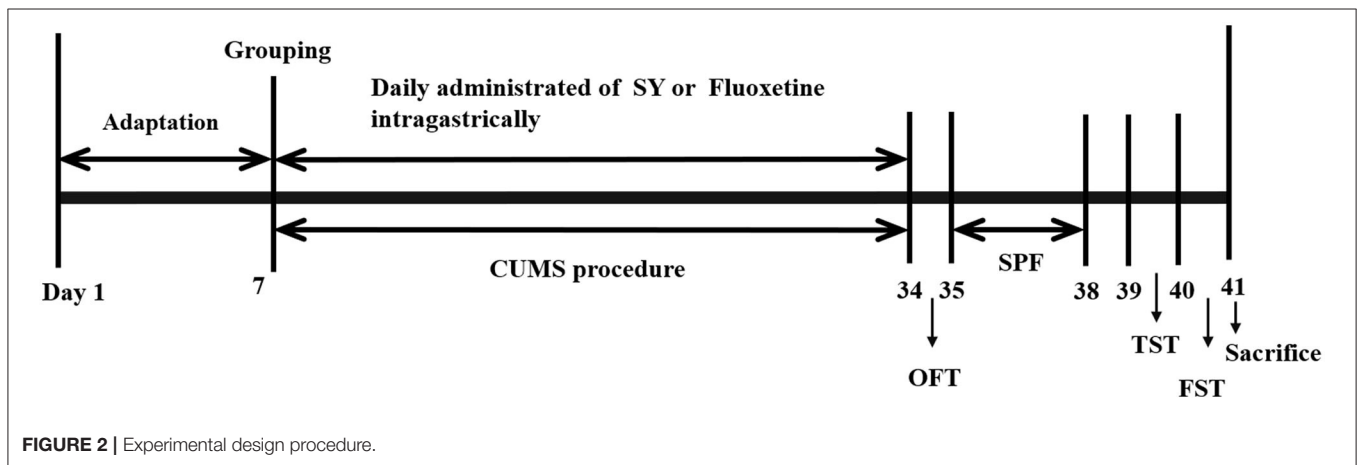 Grouping
Daily administrated of SY or Fluoxetine
intragastrically
Adaptation
CUMS procedure
SPF
Day 1
7
34
35
38
39
40
41
OFT
TST
FST
Sacrifice
FIGURE 2 | Experimental design procedure.